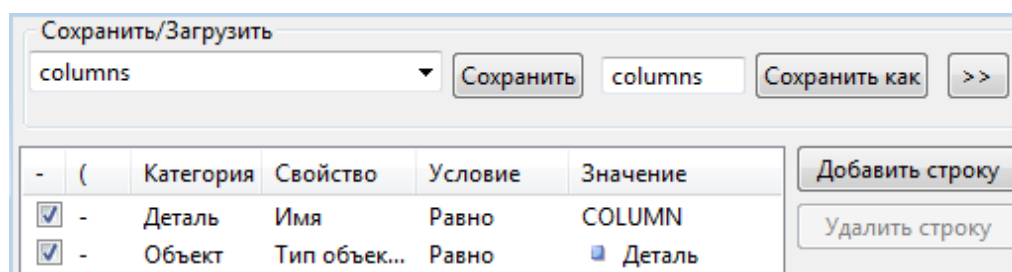 Сохранить/Загрузить
columns Сохранить columns Сохранить как >>
- ( Категория Свойство Условие Значение Добавить строку
- Деталь Имя Равно COLUMN Удалить строку
- Объект Тип объек... Равно Деталь